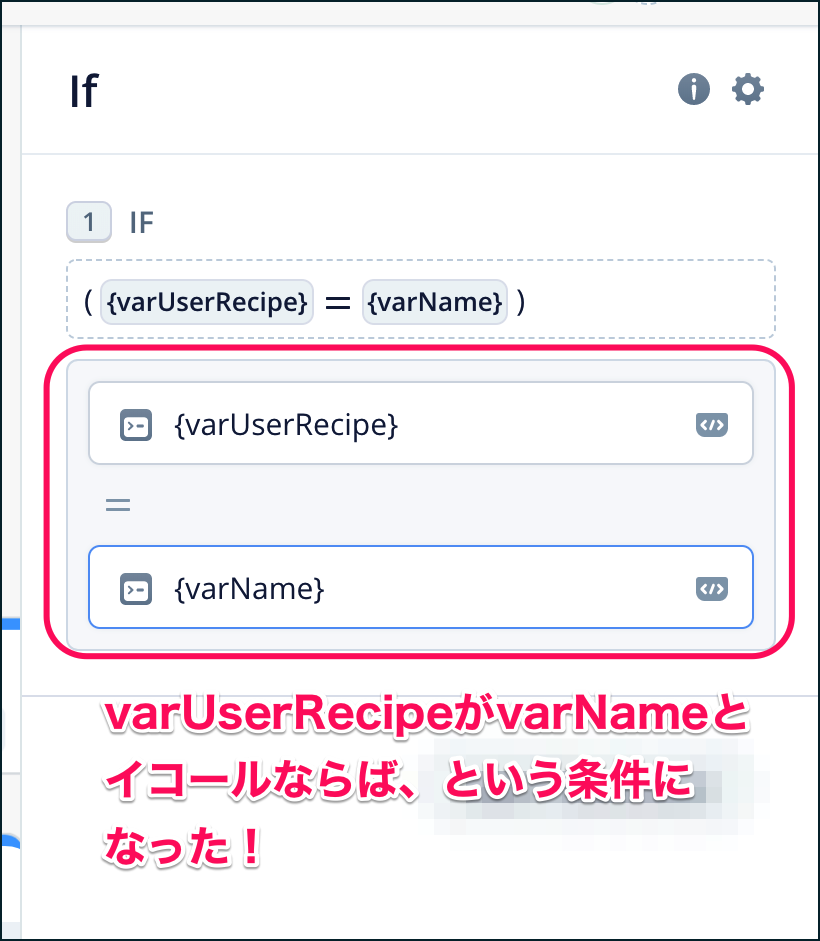 If
1 IF
( {varUserRecipe} = {varName} )
{varUserRecipe}
=
{varName}
varUserRecipeがvarNameと
イコールならば、という条件に
なった！